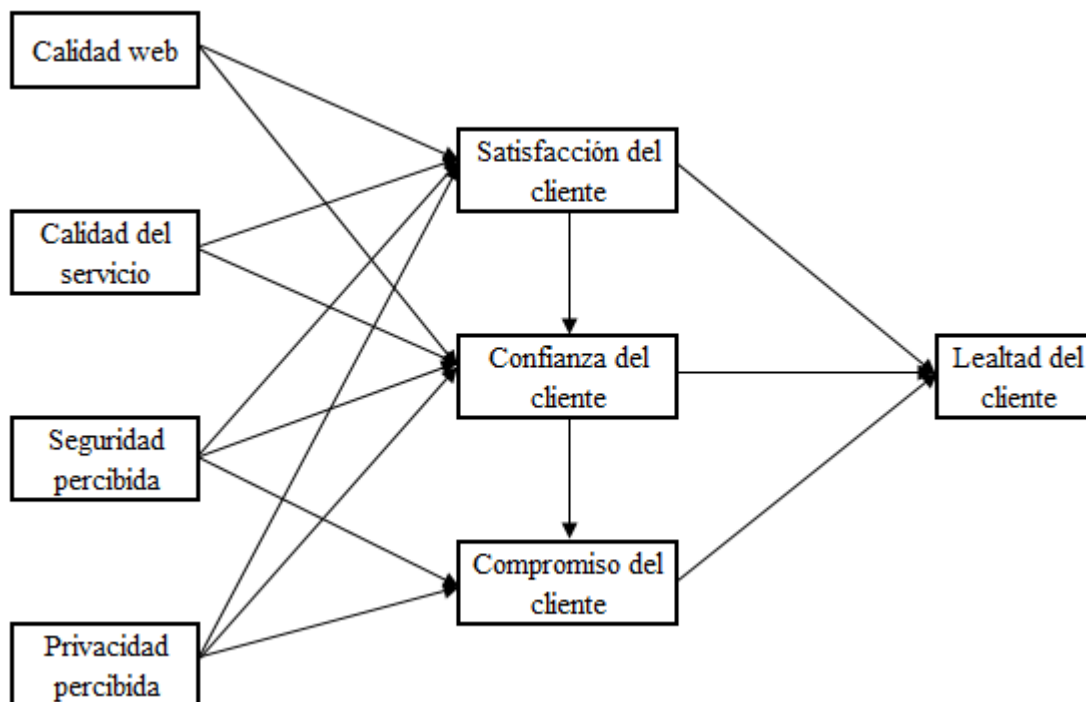 Calidad web
Calidad del
servicio
Seguridad
percibida
Privacidad
percibida
Satisfacción del
cliente
Confianza del
cliente
Compromiso del
cliente
Lealtad del
cliente